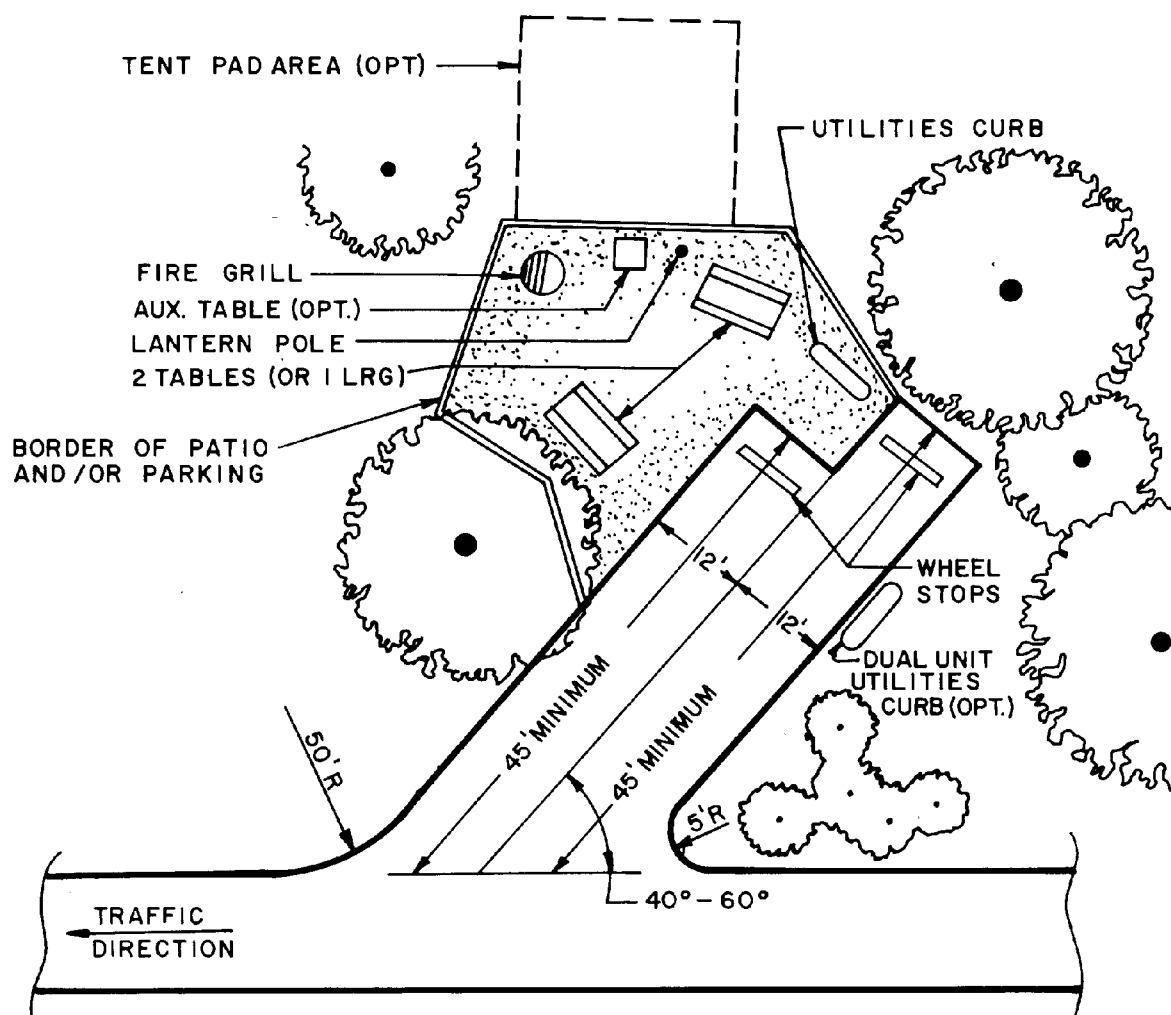 TENT PAD AREA (OPT)
UTILITIES CURB
FIRE GRILL
AUX. TABLE (OPT.)
LANTERN POLE
2 TABLES (OR 1 LRG)
BORDER OF PATIO
AND/OR PARKING
12'
12'
WHEEL
STOPS
DUAL UNIT
UTILITIES
CURB (OPT.)
45' MINIMUM
45' MINIMUM
50'R
5'R
40°-60°
TRAFFIC
DIRECTION